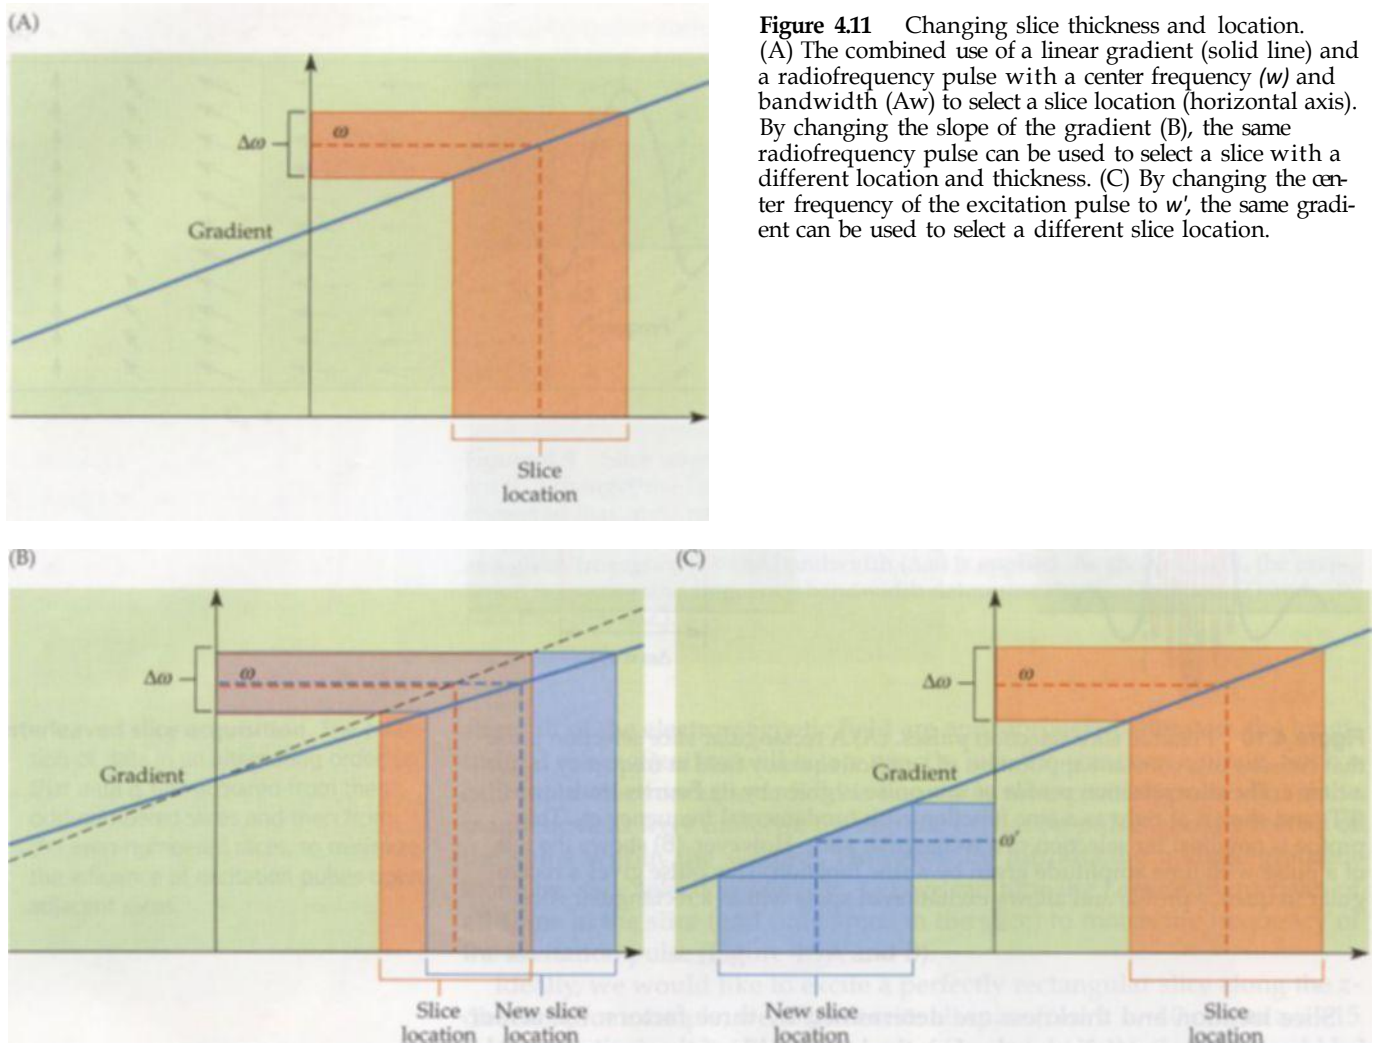 (A)
Δω
ω
Gradient
Slice
location
Figure 4.11 Changing slice thickness and location.
(A) The combined use of a linear gradient (solid line) and
a radiofrequency pulse with a center frequency (w) and
bandwidth (Aw) to select a slice location (horizontal axis).
By changing the slope of the gradient (B), the same
radiofrequency pulse can be used to select a slice with a
different location and thickness. (C) By changing the cen-
ter frequency of the excitation pulse to w', the same gradi-
ent can be used to select a different slice location.
(B)
Δω
ω
Gradient
Slice
location
New slice
location
(C)
Δω
ω
Gradient
ω'
New slice
location
Slice
location